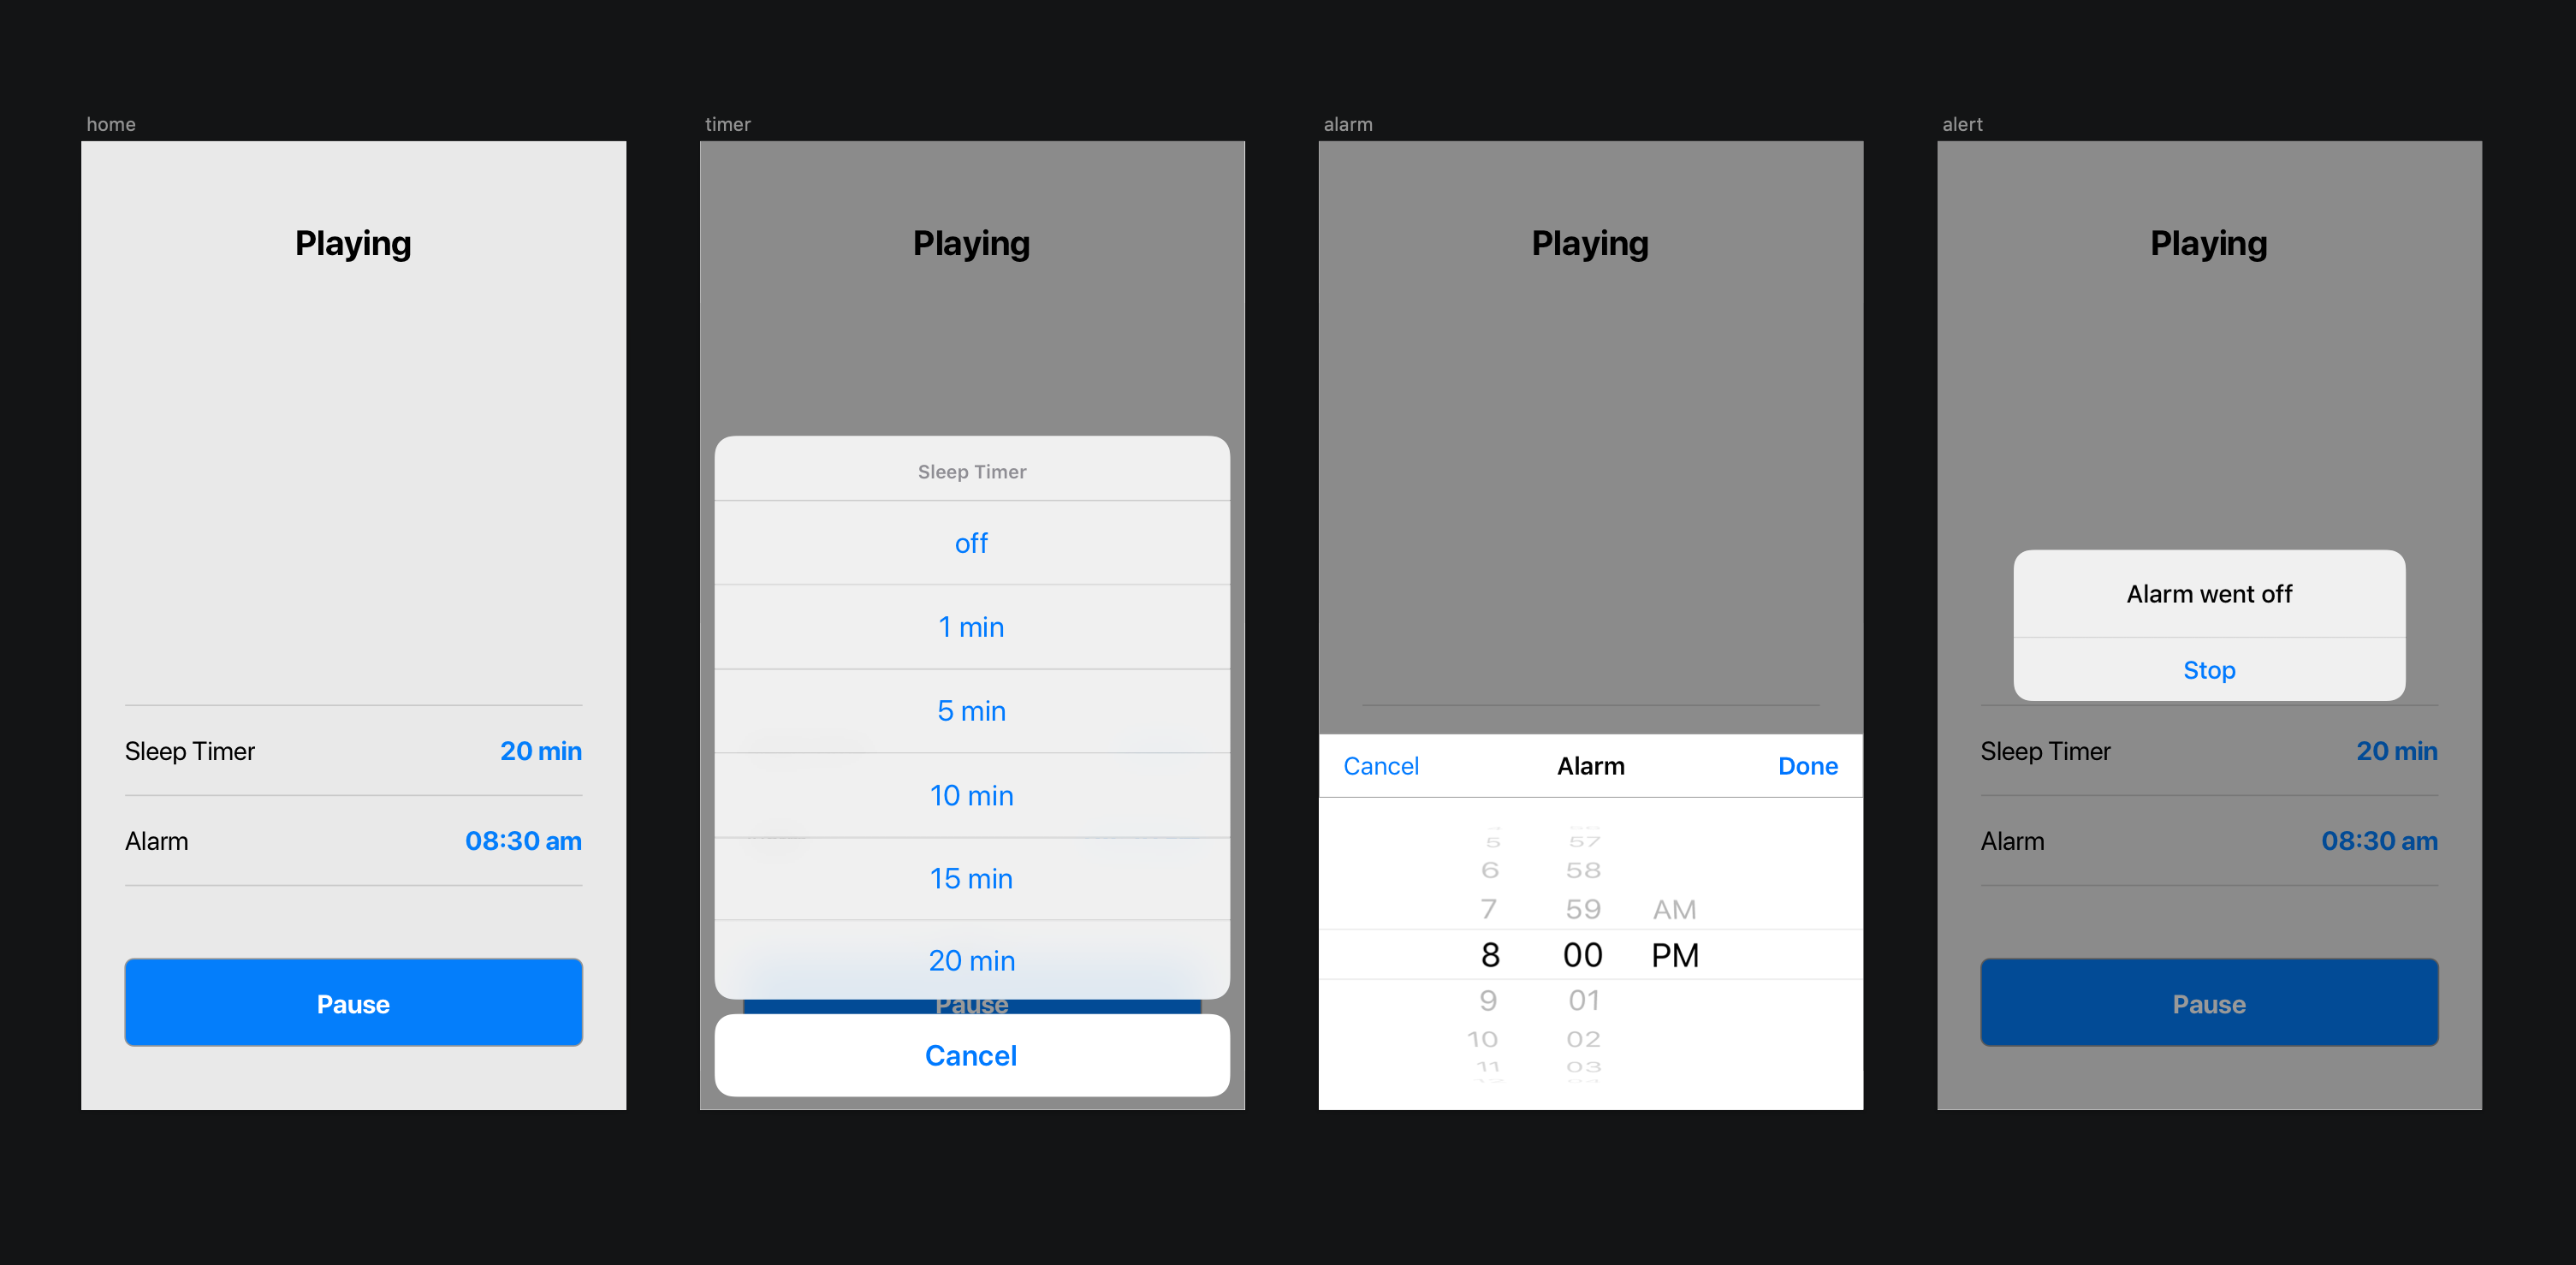 home
Playing
Sleep Timer 20 min
Alarm 08:30 am
Pause
timer
Playing
Sleep Timer
off
1 min
5 min
10 min
15 min
20 min
Pause
Cancel
alarm
Playing
Cancel Alarm Done
5 57
6 58
7 59 AM
8 00 PM
9 01
10 02
11 03
alert
Playing
Alarm went off
Stop
Sleep Timer 20 min
Alarm 08:30 am
Pause